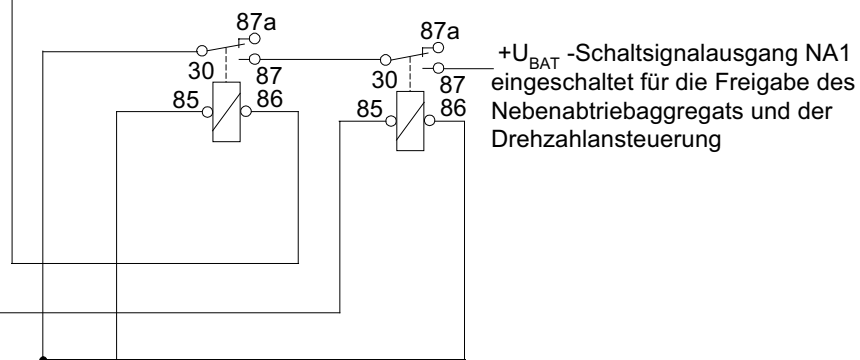 87a
30
87
85
86
87a
30
87
85
86
+UBAT -Schaltsignalausgang NA1
eingeschaltet für die Freigabe des
Nebenabtriebaggregats und der
Drehzahlansteuerung